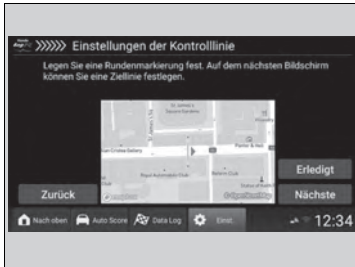 Einstellungen der Kontrolllinie
Legen Sie eine Rundenmarkierung fest. Auf dem nächsten Bildschirm
können Sie eine Ziellinie festlegen.
Erledigt
Zurück
Nächste
Nach oben
Auto Score
Data Log
Einst.
12:34